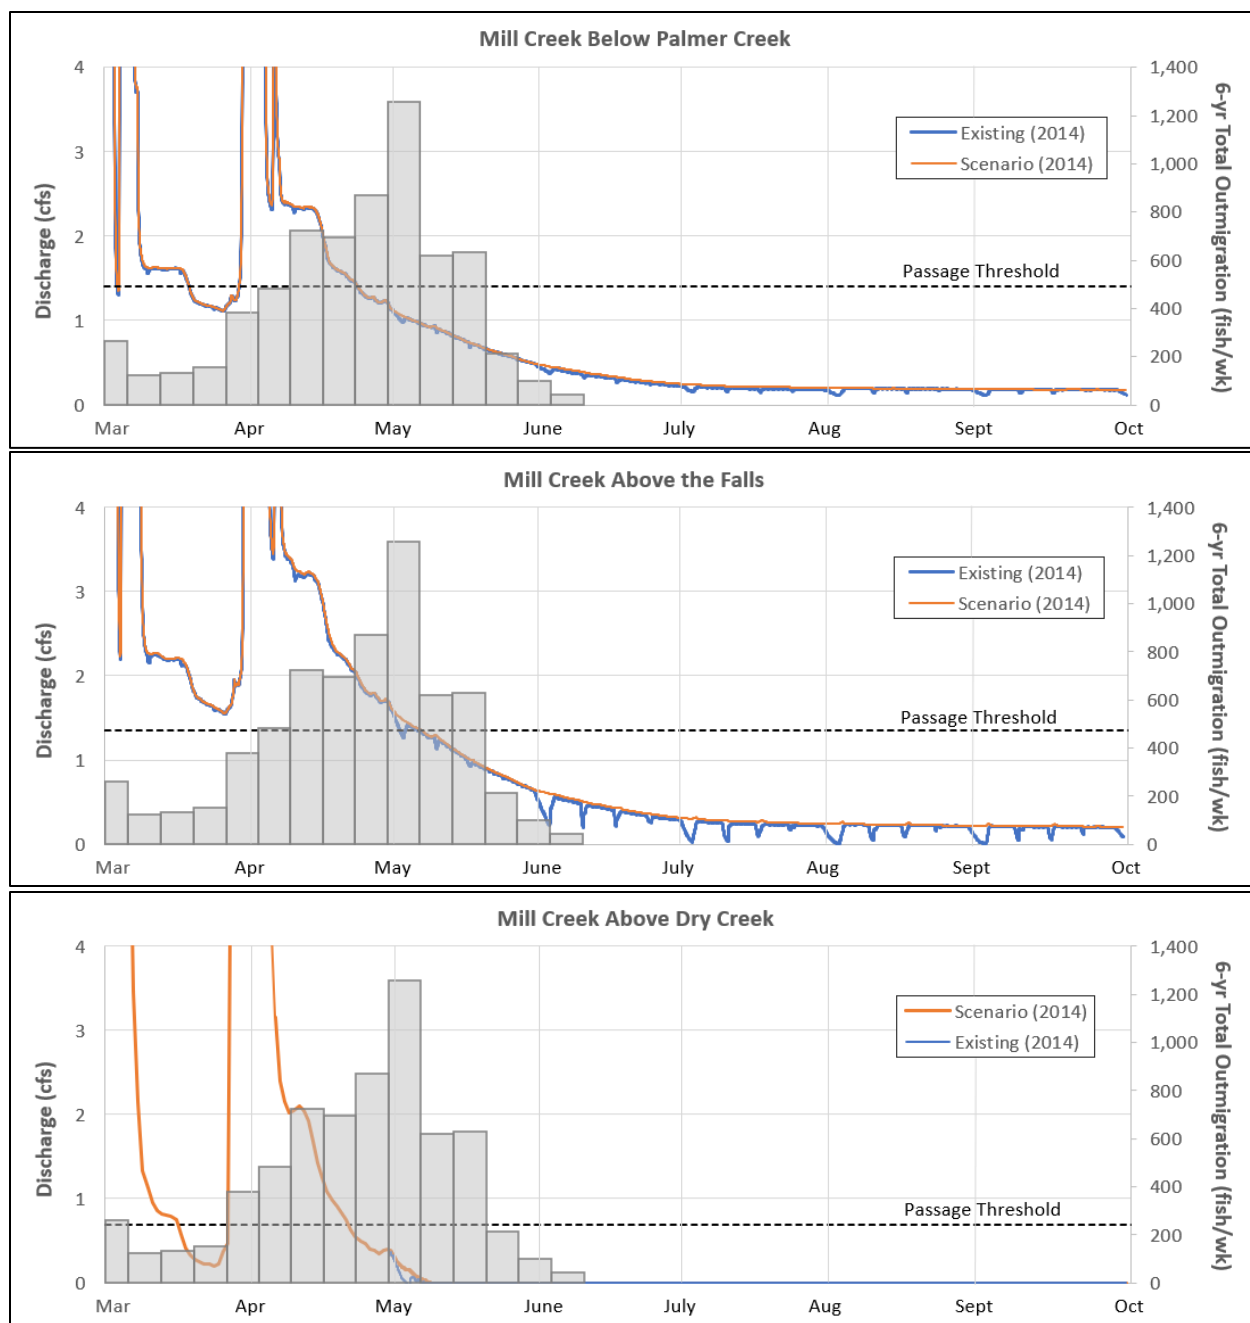 Mill Creek Below Palmer Creek
4
3
2
1
0
Discharge (cfs)
1,400
1,200
1,000
800
600
400
200
0
6-yr Total Outmigration (fish/wk)
Existing (2014)
Scenario (2014)
Passage Threshold
Mar Apr May June July Aug Sept Oct
Mill Creek Above the Falls
4
3
2
1
0
Discharge (cfs)
1,400
1,200
1,000
800
600
400
200
0
6-yr Total Outmigration (fish/wk)
Existing (2014)
Scenario (2014)
Passage Threshold
Mar Apr May June July Aug Sept Oct
Mill Creek Above Dry Creek
4
3
2
1
0
Discharge (cfs)
1,400
1,200
1,000
800
600
400
200
0
6-yr Total Outmigration (fish/wk)
Scenario (2014)
Existing (2014)
Passage Threshold
Mar Apr May June July Aug Sept Oct